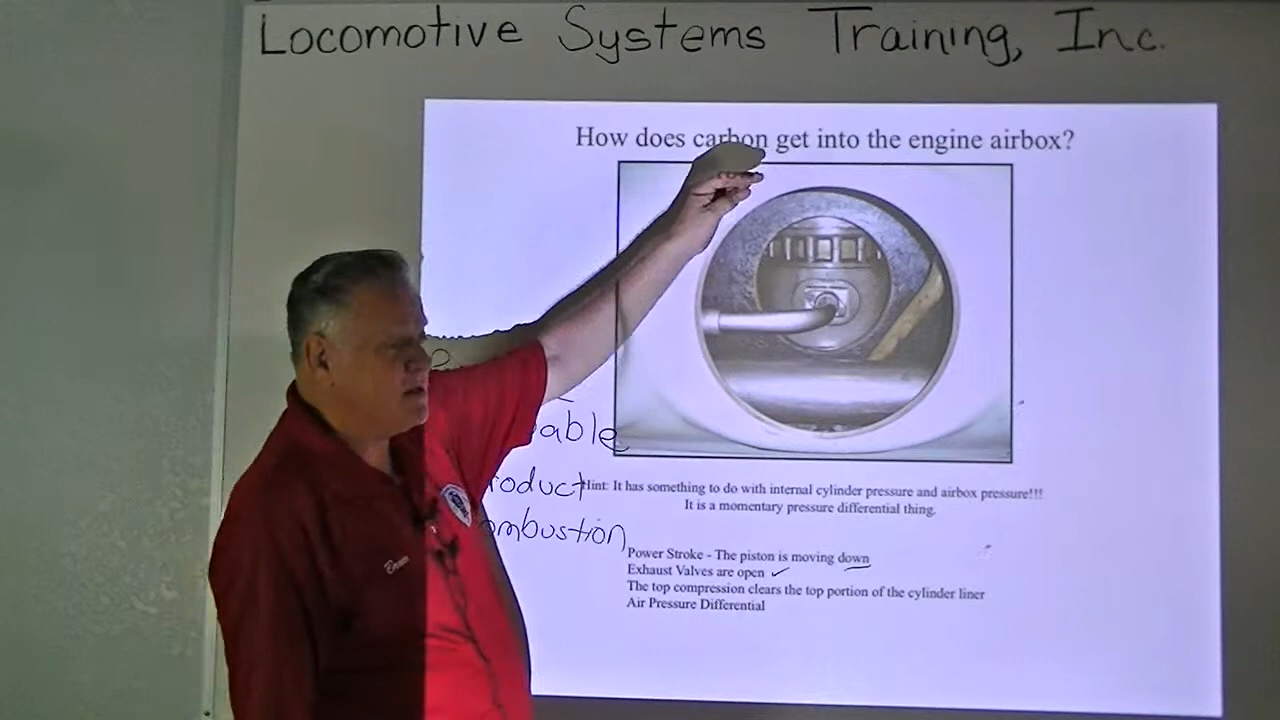 Locomotive Systems Training, Inc.
How does carbon get into the engine airbox?
able
roduct
ombustion
Hint: It has something to do with internal cylinder pressure and airbox pressure!!!
It is a momentary pressure differential thing.
Power Stroke - The piston is moving down
Exhaust Valves are open ✓
The top compression clears the top portion of the cylinder liner
Air Pressure Differential